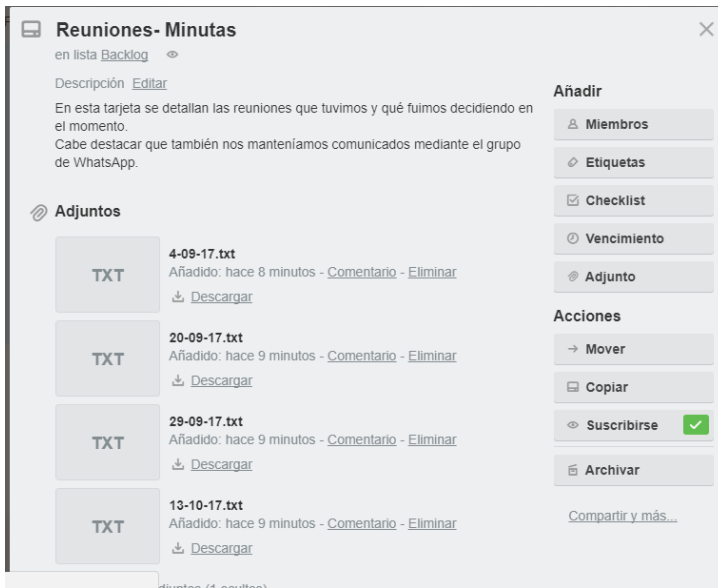 Reuniones- Minutas
en lista Backlog
Descripción Editar
En esta tarjeta se detallan las reuniones que tuvimos y qué fuimos decidiendo en
el momento.
Cabe destacar que también nos manteníamos comunicados mediante el grupo
de WhatsApp.
Adjuntos
TXT
4-09-17.txt
Añadido: hace 8 minutos - Comentario - Eliminar
Descargar
TXT
20-09-17.txt
Añadido: hace 9 minutos - Comentario - Eliminar
Descargar
TXT
29-09-17.txt
Añadido: hace 9 minutos - Comentario - Eliminar
Descargar
TXT
13-10-17.txt
Añadido: hace 9 minutos - Comentario - Eliminar
Descargar
Añadir
Miembros
Etiquetas
Checklist
Vencimiento
Adjunto
Acciones
Mover
Copiar
Suscribirse
Archivar
Compartir y más...